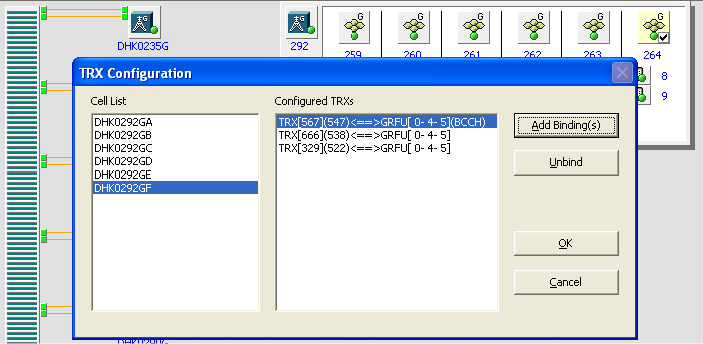 G
G
G
G
G
G
G
G
DHK0235G
292
259
260
261
262
263
264
8
9
TRX Configuration
Cell List
Configured TRXs
DHK0292GA
DHK0292GB
DHK0292GC
DHK0292GD
DHK0292GE
DHK0292GF
TRX[567](547)<==>GRFU[ 0- 4- 5](BCCH)
TRX[666](538)<==>GRFU[ 0- 4- 5]
TRX[329](522)<==>GRFU[ 0- 4- 5]
Add Binding(s)
Unbind
OK
Cancel